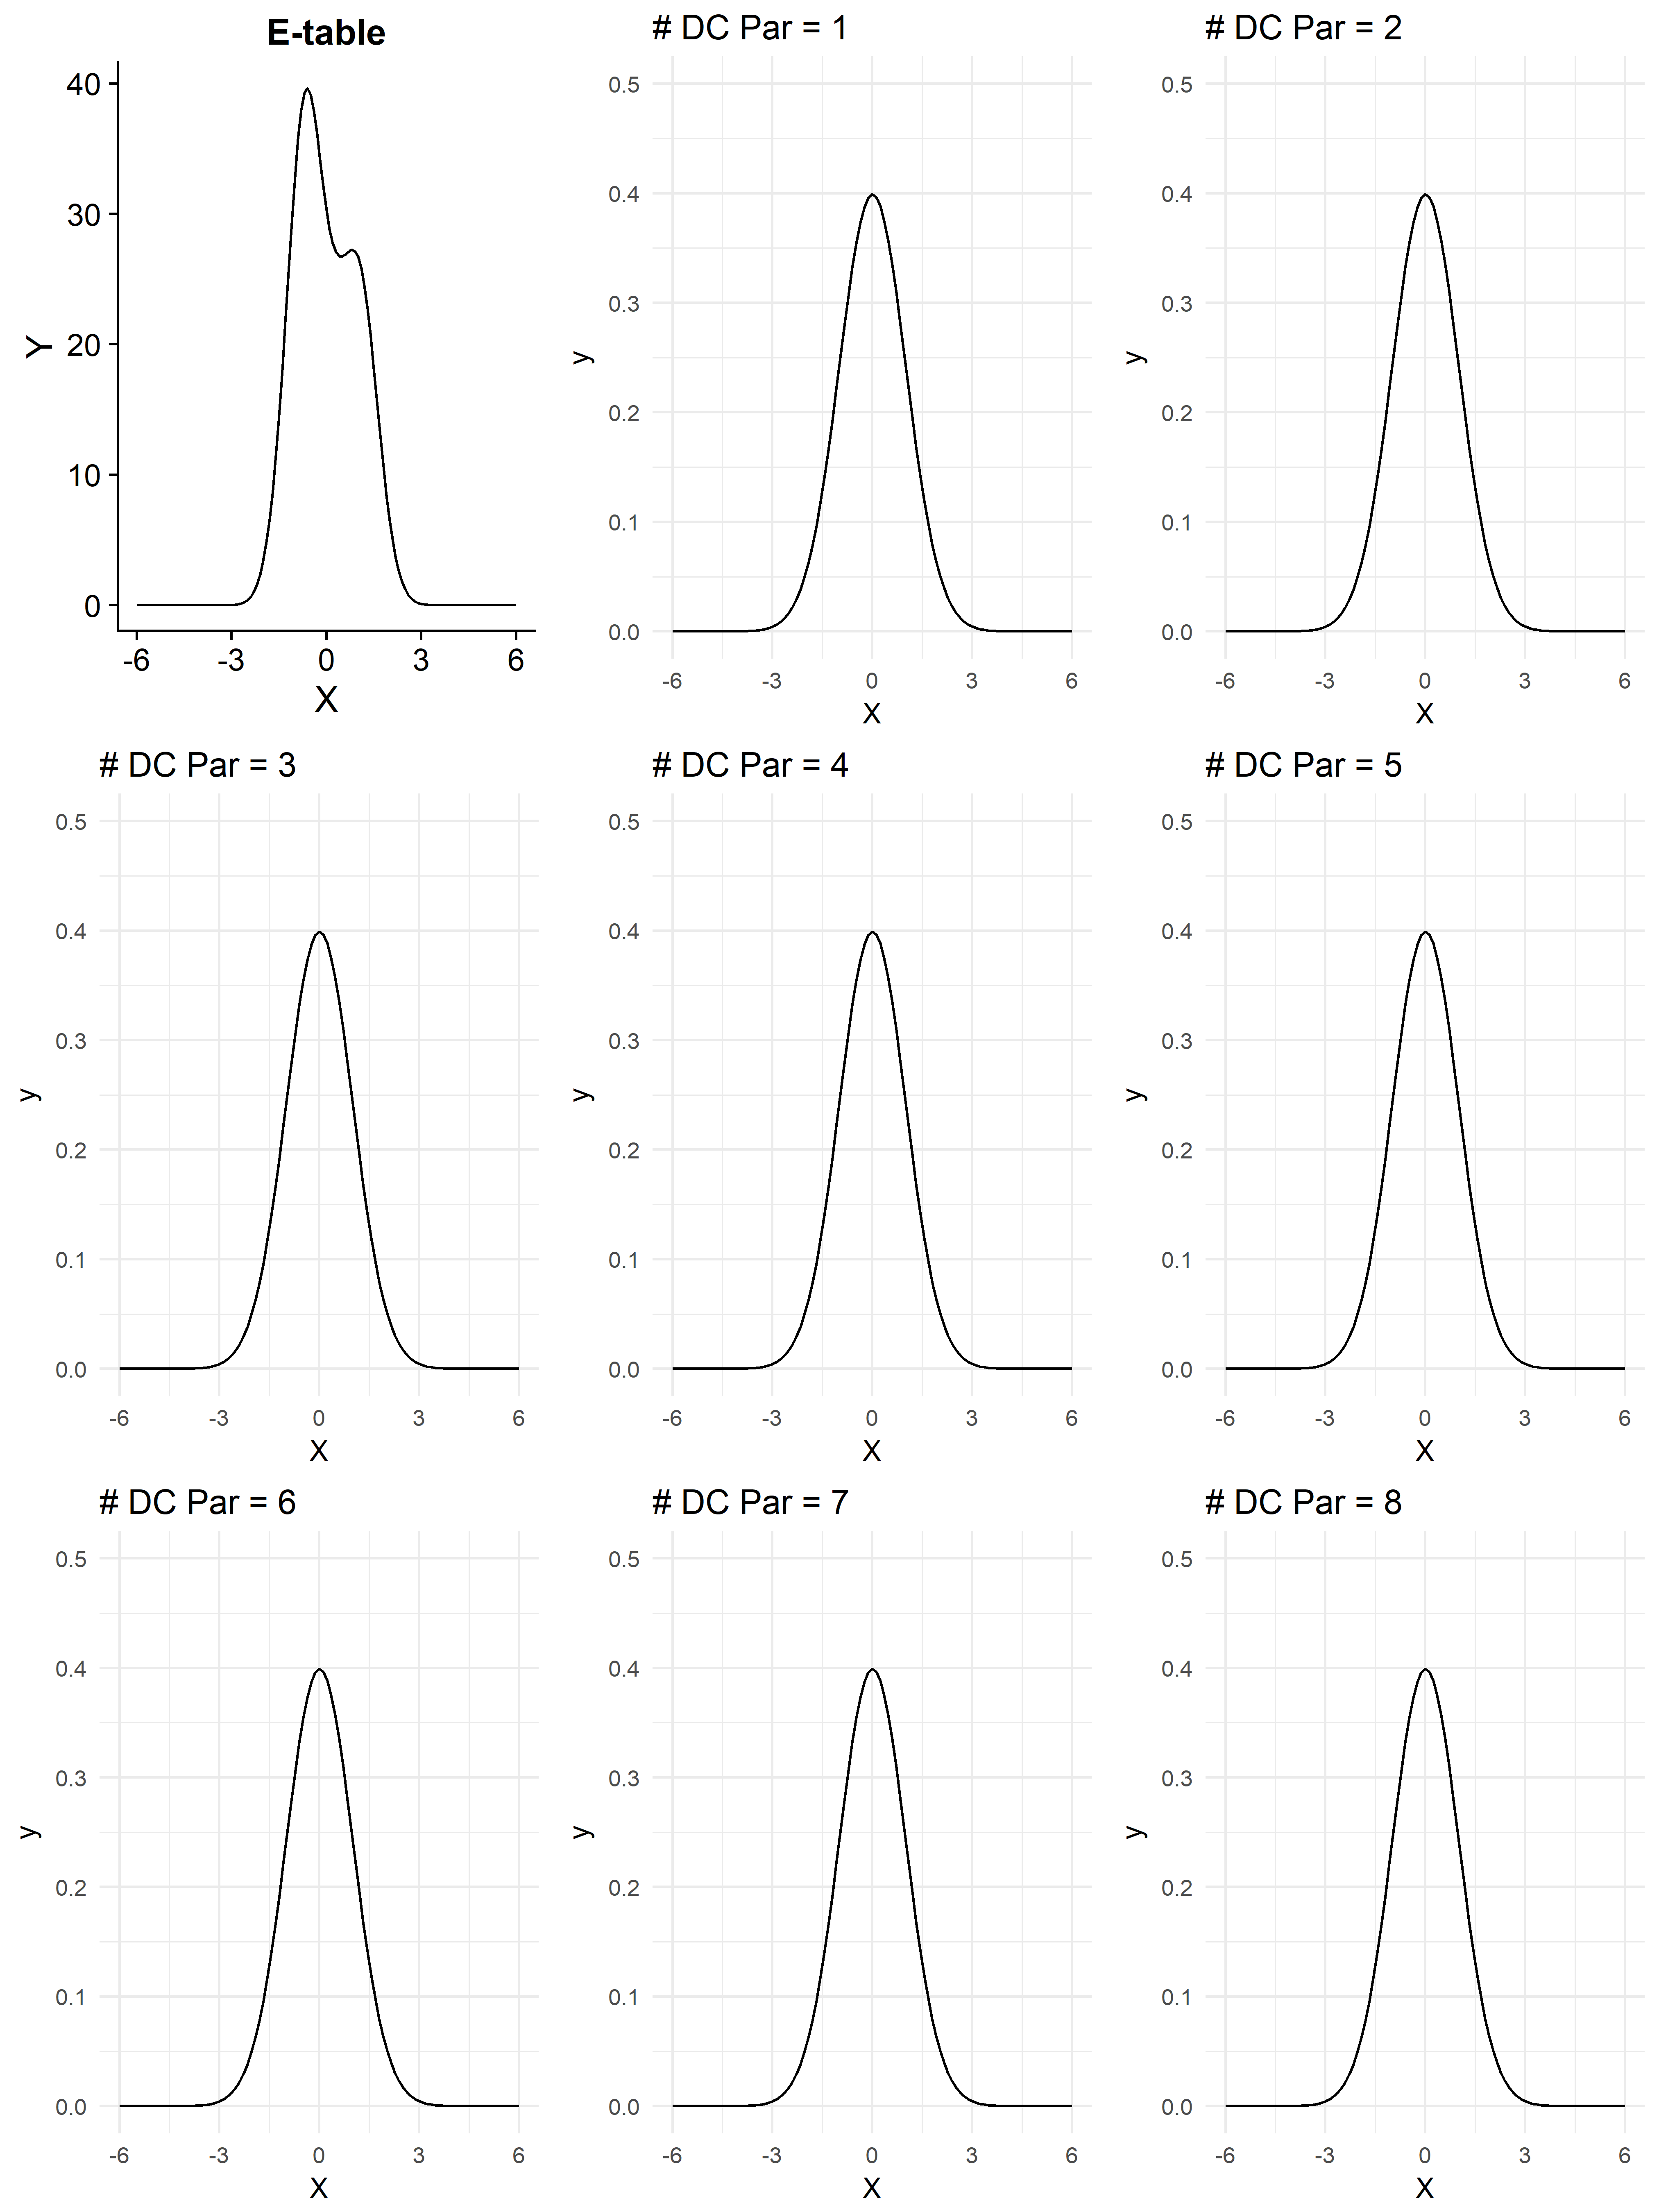 E-table
Y
40
30
20
10
0
-6 -3 0 3 6
X
# DC Par = 1
y
0.5
0.4
0.3
0.2
0.1
0.0
-6 -3 0 3 6
X
# DC Par = 2
y
0.5
0.4
0.3
0.2
0.1
0.0
-6 -3 0 3 6
X
# DC Par = 3
y
0.5
0.4
0.3
0.2
0.1
0.0
-6 -3 0 3 6
X
# DC Par = 4
y
0.5
0.4
0.3
0.2
0.1
0.0
-6 -3 0 3 6
X
# DC Par = 5
y
0.5
0.4
0.3
0.2
0.1
0.0
-6 -3 0 3 6
X
# DC Par = 6
y
0.5
0.4
0.3
0.2
0.1
0.0
-6 -3 0 3 6
X
# DC Par = 7
y
0.5
0.4
0.3
0.2
0.1
0.0
-6 -3 0 3 6
X
# DC Par = 8
y
0.5
0.4
0.3
0.2
0.1
0.0
-6 -3 0 3 6
X